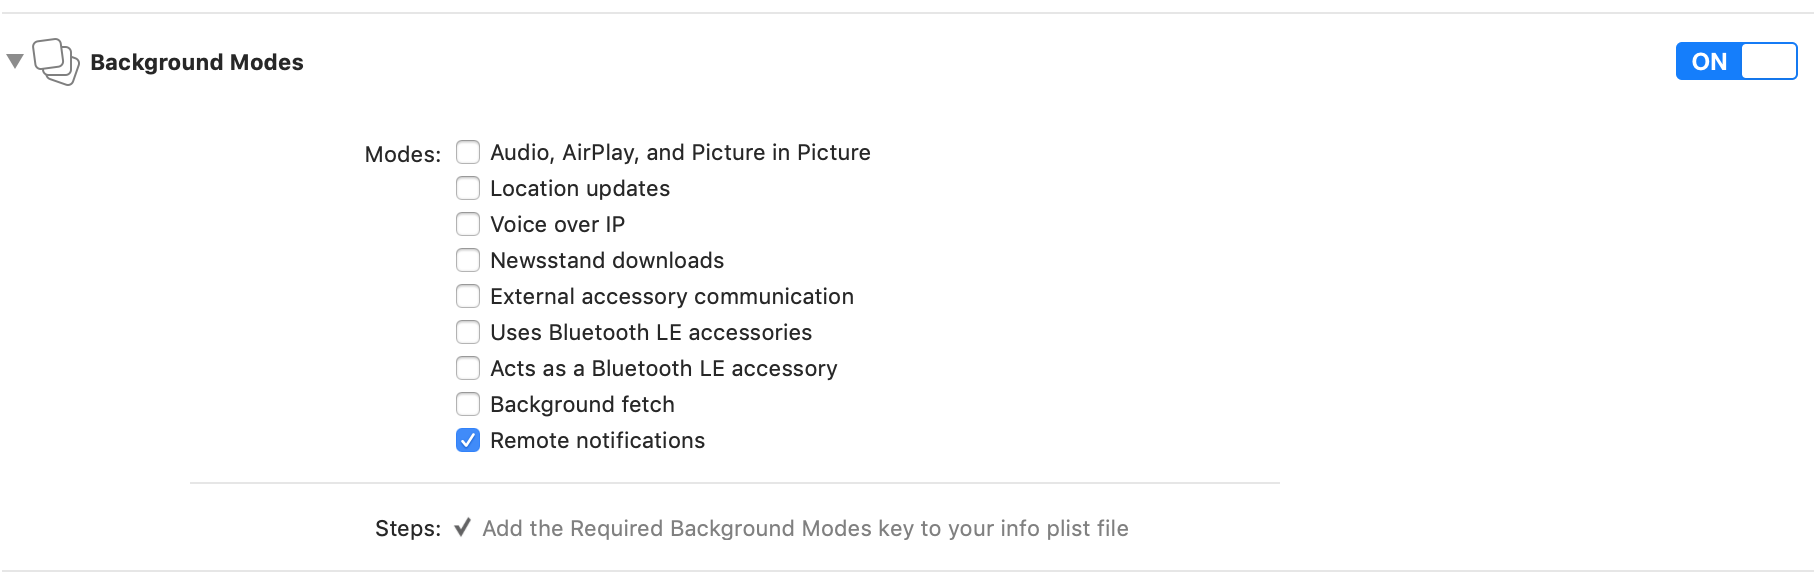 Background Modes
ON
Modes:
Audio, AirPlay, and Picture in Picture
Location updates
Voice over IP
Newsstand downloads
External accessory communication
Uses Bluetooth LE accessories
Acts as a Bluetooth LE accessory
Background fetch
Remote notifications
Steps: Add the Required Background Modes key to your info plist file